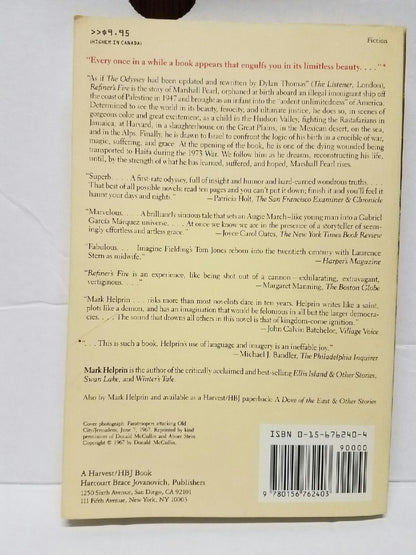 >>$9.95
(HIGHER IN CANADA)
Fiction
"Every once in a while a book appears that engulfs you in its limitless beauty. . . ."*
"As if The Odyssey had been updated and rewritten by Dylan Thomas" (The Listener, London),
Refiner's Fire is the story of Marshall Pearl, orphaned at birth aboard an illegal immigrant ship off
the coast of Palestine in 1947 and brought as an infant into the "ardent unlimitedness" of America.
Determined to see the world in its beauty, ferocity, and ultimate justice, he does so, in scenes of
gorgeous color and great excitement, as a child in the Hudson Valley, fighting the Rastafarians in
Jamaica, at Harvard, in a slaughterhouse on the Great Plains, in the Mexican desert, on the sea,
and in the Alps. Finally, he is drawn to Israel to confront the logic of his birth in a crucible of war,
magic, suffering, and grace. At the opening of the book, he is one of the dying wounded being
transported to Haifa during the 1973 War. We follow him as he dreams, reconstructing his life,
until, by the strength of what he has learned, suffered, and hoped, Marshall Pearl rises.
"Superb. . . . A first-rate odyssey, full of insight and humor and hard-earned wondrous truths. . . .
That best of all possible novels: read ten pages and you can't put it down; finish it and you'll feel it
haunt your days and nights."
—Patricia Holt, The San Francisco Examiner & Chronicle
"Marvelous. . . . A brilliantly sinuous tale that sets an Augie March–like young man into a Gabriel
García Márquez universe. . . . At once we know we are in the presence of a storyteller of seem-
ingly effortless and artless grace."
—Joyce Carol Oates, The New York Times Book Review
"Fabulous. . . . Imagine Fielding's Tom Jones reborn into the twentieth century with Laurence
Stern as midwife."
—Harper's Magazine
"Refiner's Fire is an experience, like being shot out of a cannon—exhilarating, extravagant,
vertiginous. . . ."
—Margaret Manning, The Boston Globe
"Mark Helprin . . . risks more than most novelists dare in ten years. Helprin writes like a saint,
plots like a demon, and has an imagination that would be felonious in all but the larger democra-
cies. . . . The sound that drowns all others in this novel is that of kingdom-come ignition."
—John Calvin Batchelor, Village Voice
*". . . This is such a book. Helprin's use of language and imagery is an ineffable joy."
—Michael J. Bandler, The Philadelphia Inquirer
Mark Helprin is the author of the critically acclaimed and best-selling Ellis Island & Other Stories,
Swan Lake, and Winter's Tale.
Also by Mark Helprin and available as a Harvest/HBJ paperback: A Dove of the East & Other Stories
Cover photograph: Paratroopers attacking Old
City/Jerusalem, June 7, 1967. Reprinted by kind
permission of Donald McCullin and Abner Stein
Copyright © 1967 by Donald McCullin.
A Harvest/HBJ Book
Harcourt Brace Jovanovich, Publishers
1250 Sixth Avenue, San Diego, CA 92101
111 Fifth Avenue, New York, NY 10003
ISBN 0-15-676240-4
90000
9 780156 762403